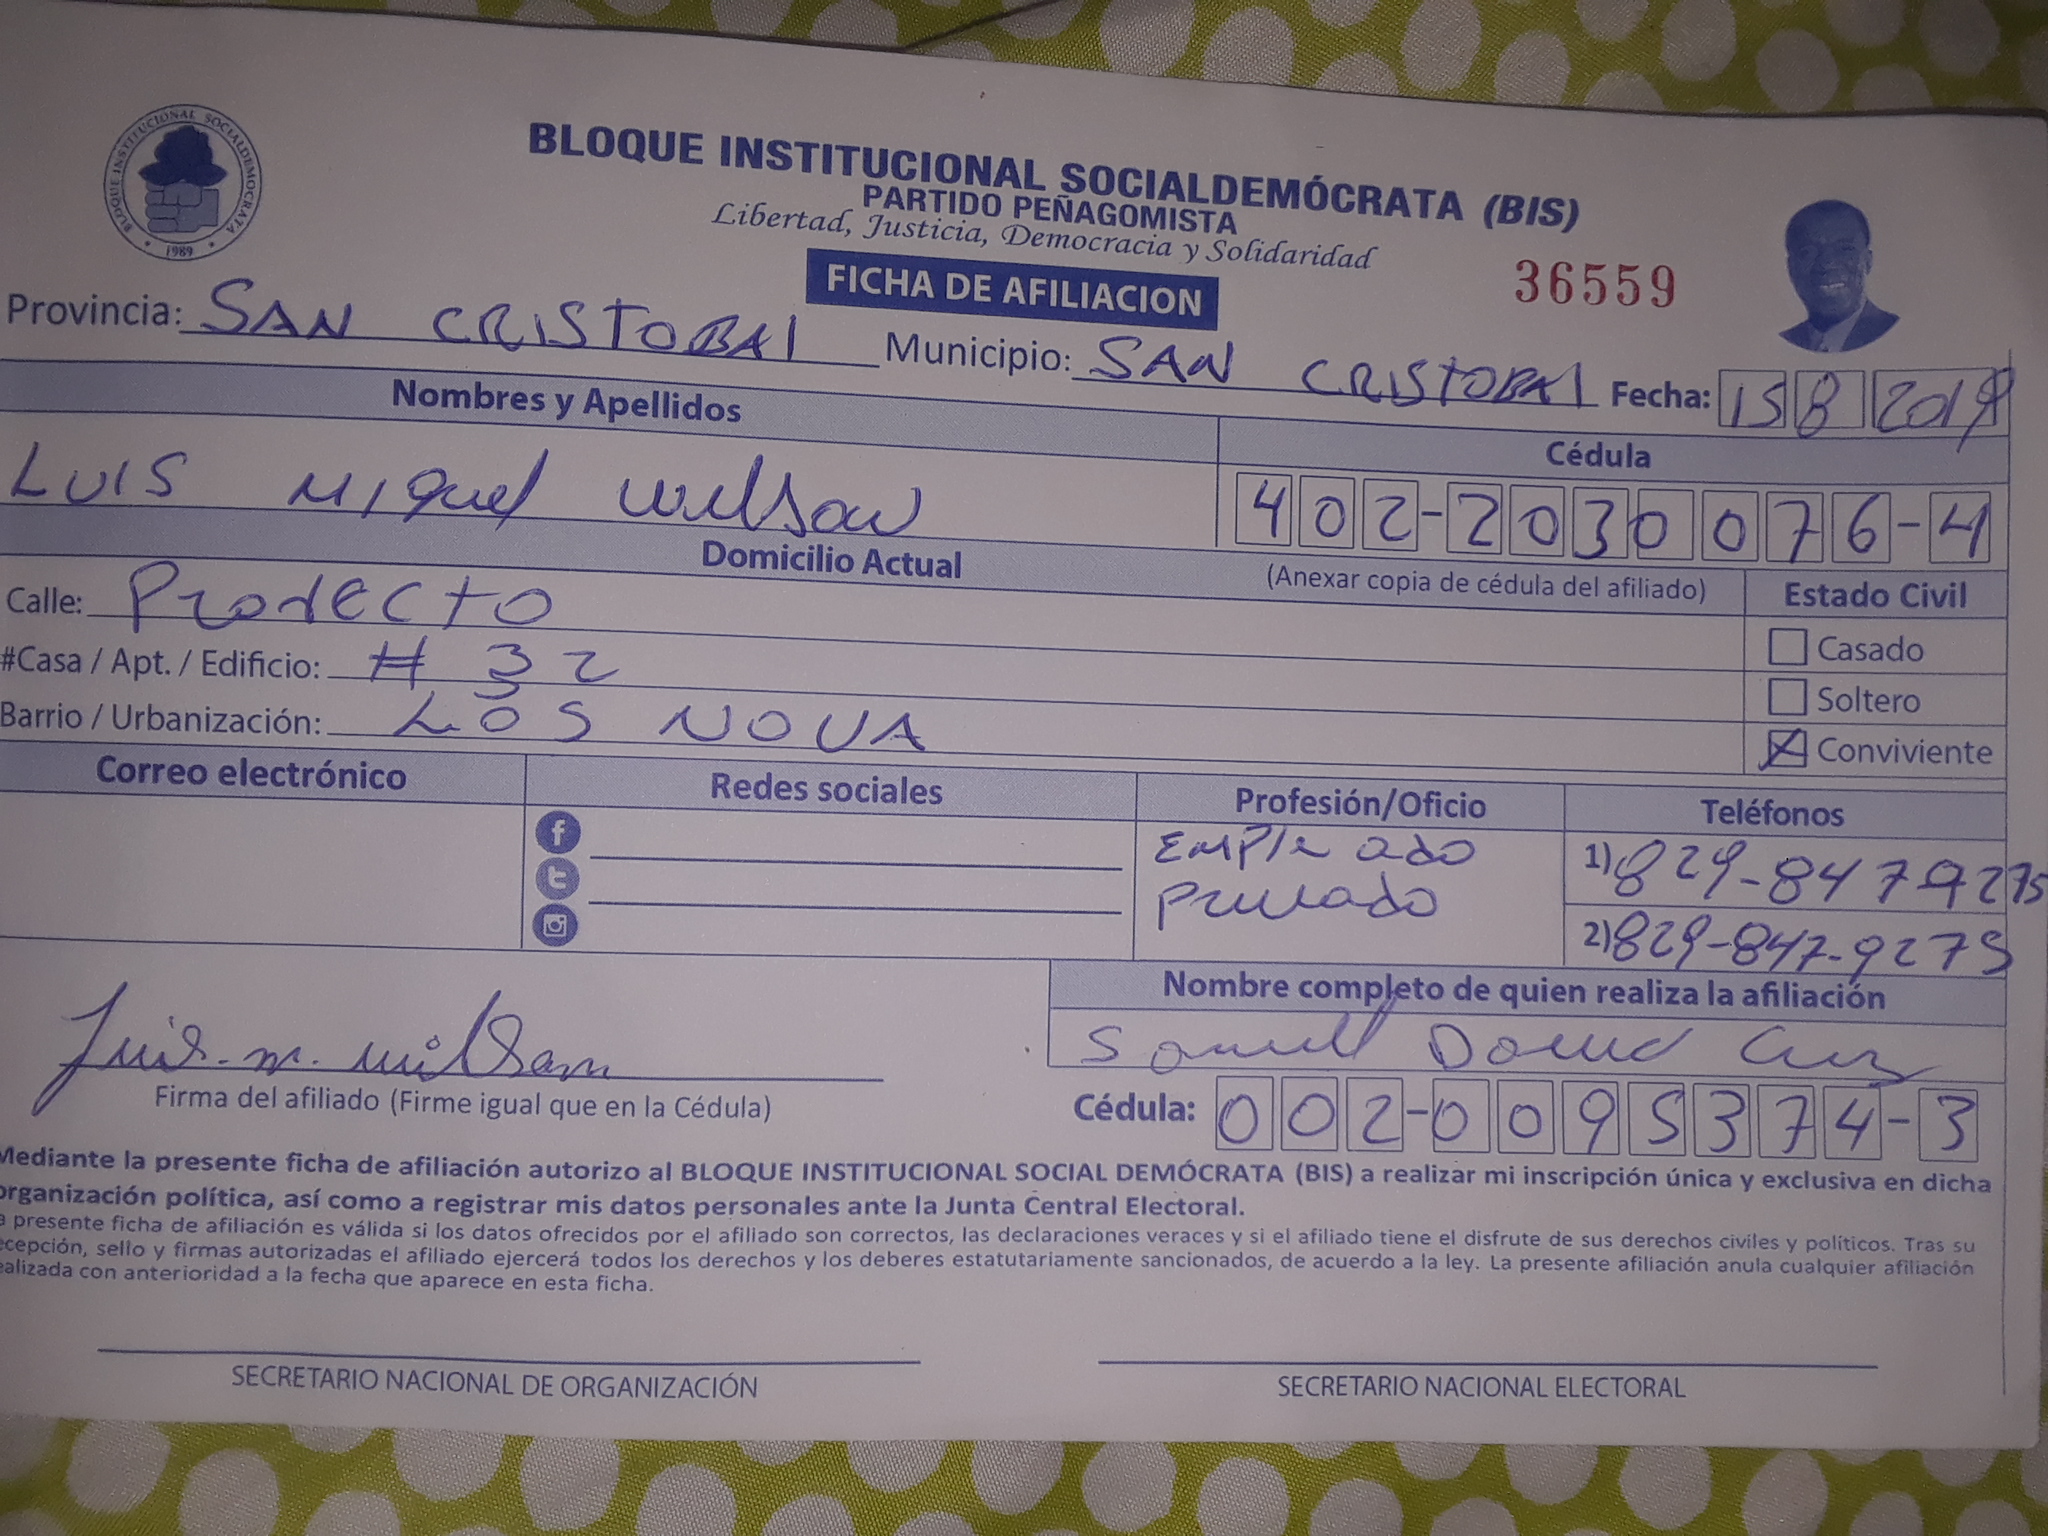 BLOQUE INSTITUCIONAL SOCIALDEMOCRATA
1989
BLOQUE INSTITUCIONAL SOCIALDEMÓCRATA (BIS)
PARTIDO PEÑAGOMISTA
Libertad, Justicia, Democracia y Solidaridad
FICHA DE AFILIACION
36559
Provincia: SAN CRISTOBAl Municipio: SAN CRISTOBAl Fecha: 15 8 2019
Nombres y Apellidos
Cédula
LUIS Miguel Wilson
402-2030076-4
Domicilio Actual
(Anexar copia de cédula del afiliado)
Estado Civil
Calle: ProyECTO
#Casa / Apt. / Edificio: # 32
Barrio / Urbanización: LOS NOVA
Casado
Soltero
Conviviente
Correo electrónico
Redes sociales
Profesión/Oficio
Teléfonos
Empleado
Privado
1) 829-8479275
2) 829-847-9275
Luis. m. wilson
Firma del afiliado (Firme igual que en la Cédula)
Nombre completo de quien realiza la afiliación
David Cruz
Cédula: 002-0095374-3
Mediante la presente ficha de afiliación autorizo al BLOQUE INSTITUCIONAL SOCIAL DEMÓCRATA (BIS) a realizar mi inscripción única y exclusiva en dicha
organización política, así como a registrar mis datos personales ante la Junta Central Electoral.
a presente ficha de afiliación es válida si los datos ofrecidos por el afiliado son correctos, las declaraciones veraces y si el afiliado tiene el disfrute de sus derechos civiles y políticos. Tras su
ecepción, sello y firmas autorizadas el afiliado ejercerá todos los derechos y los deberes estatutariamente sancionados, de acuerdo a la ley. La presente afiliación anula cualquier afiliación
ealizada con anterioridad a la fecha que aparece en esta ficha.
SECRETARIO NACIONAL DE ORGANIZACIÓN
SECRETARIO NACIONAL ELECTORAL